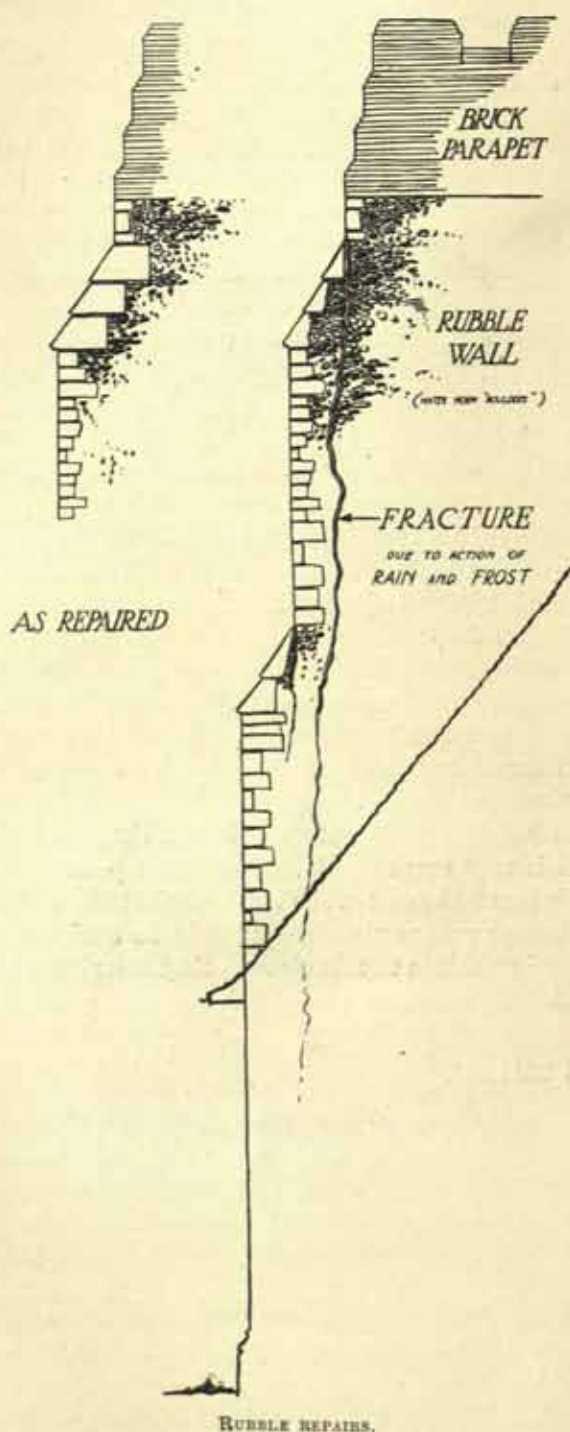 BRICK
PARAPET
RUBBLE
WALL
FRACTURE
DUE TO ACTION OF
RAIN AND FROST
AS REPAIRED
RUBBLE REPAIRS.